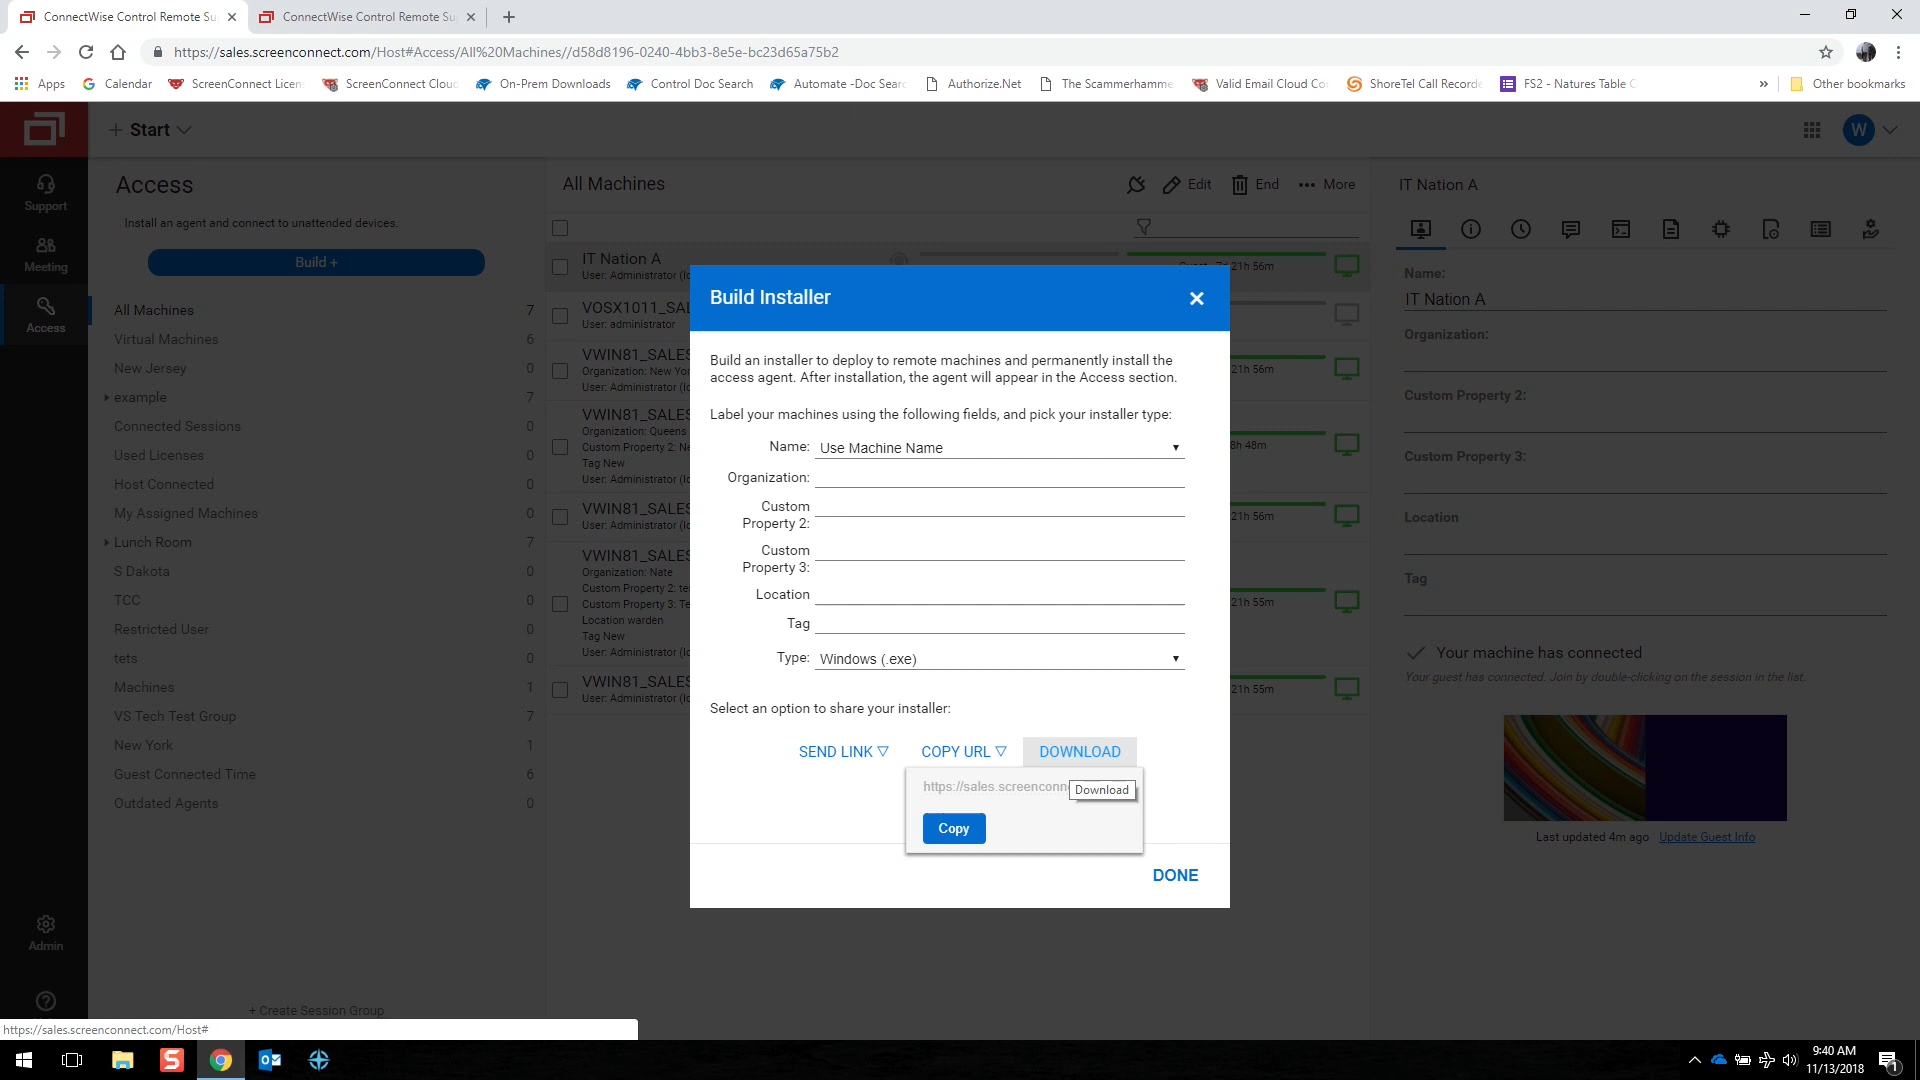 ConnectWise Control Remote Su
ConnectWise Control Remote Su
https://sales.screenconnect.com/Host#Access/All%20Machines//d58d8196-0240-4bb3-8e5e-bc23d65a75b2
Apps
Calendar
ScreenConnect Licen
ScreenConnect Clou
On-Prem Downloads
Control Doc Search
Automate -Doc Sear
Authorize.Net
The Scammerhamme
Valid Email Cloud Co
ShoreTel Call Record
FS2 - Natures Table C
»
Other bookmarks
+ Start
W
Support
Meeting
Access
Admin
Access
Install an agent and connect to unattended devices.
Build +
All Machines 7
Virtual Machines 6
New Jersey 0
example 7
Connected Sessions 0
Used Licenses 0
Host Connected 0
My Assigned Machines 0
Lunch Room 7
S Dakota 0
TCC 0
Restricted User 0
tets 0
Machines 1
VS Tech Test Group 7
New York 1
Guest Connected Time 6
Outdated Agents 0
+ Create Session Group
https://sales.screenconnect.com/Host#
All Machines
Edit
End
More
IT Nation A
User: Administrator (I
21h 56m
VOSX1011_SAL
User: administrator
VWIN81_SALES
Organization: New Yor
User: Administrator (Ic
21h 56m
VWIN81_SALES
Organization: Queens
Custom Property 2: Ne
Tag New
User: Administrator (Ic
8h 48m
VWIN81_SALES
User: Administrator (Ic
21h 56m
VWIN81_SALES
Organization: Nate
Custom Property 2: te
Custom Property 3: Te
Location warden
Tag New
User: Administrator (Ic
21h 55m
VWIN81_SALES
User: Administrator (Ic
21h 55m
Build Installer
Build an installer to deploy to remote machines and permanently install the
access agent. After installation, the agent will appear in the Access section.
Label your machines using the following fields, and pick your installer type:
Name: Use Machine Name
Organization:
Custom
Property 2:
Custom
Property 3:
Location
Tag
Type: Windows (.exe)
Select an option to share your installer:
SEND LINK ▽ COPY URL ▽ DOWNLOAD
https://sales.screenconn
Download
Copy
DONE
IT Nation A
Name:
IT Nation A
Organization:
Custom Property 2:
Custom Property 3:
Location
Tag
Your machine has connected
Your guest has connected. Join by double-clicking on the session in the list.
Last updated 4m ago Update Guest Info
9:40 AM
11/13/2018
1